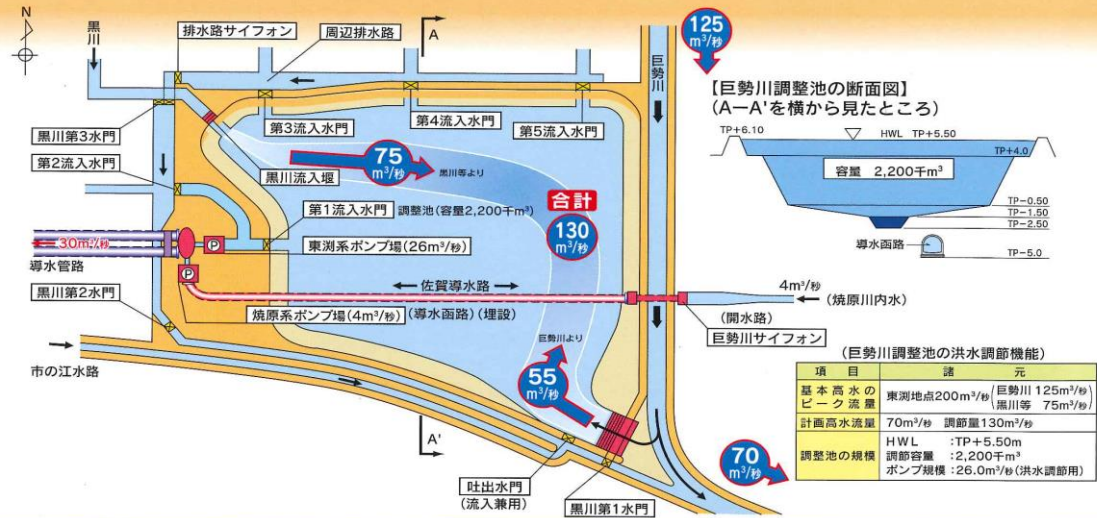 N
黒川
排水路サイフォン
周辺排水路
A
巨勢川
125
m³/秒
【巨勢川調整池の断面図】
(A—A'を横から見たところ)
TP+6.10
HWL TP+5.50
TP+4.0
容量 2,200千m³
TP-0.50
TP-1.50
TP-2.50
導水函路
TP-5.0
黒川第3水門
第2流入水門
第3流入水門
第4流入水門
第5流入水門
黒川流入堰
75
m³/秒
黒川等より
合計
130
m³/秒
第1流入水門
調整池(容量2,200千m³)
P
東渕系ポンプ場(26m³/秒)
30m³/秒
導水管路
P
黒川第2水門
佐賀導水路
焼原系ポンプ場(4m³/秒)
(導水函路)(埋設)
4m³/秒
(焼原川内水)
(開水路)
巨勢川サイフォン
市の江水路
巨勢川より
55
m³/秒
A'
吐出水門
(流入兼用)
黒川第1水門
70
m³/秒
(巨勢川調整池の洪水調節機能)
項目 諸元
基本高水のピーク流量 東渕地点200m³/秒(巨勢川 125m³/秒 黒川等 75m³/秒)
計画高水流量 70m³/秒 調節量130m³/秒
調整池の規模 HWL :TP+5.50m
調節容量 :2,200千m³
ポンプ規模 :26.0m³/秒(洪水調節用)